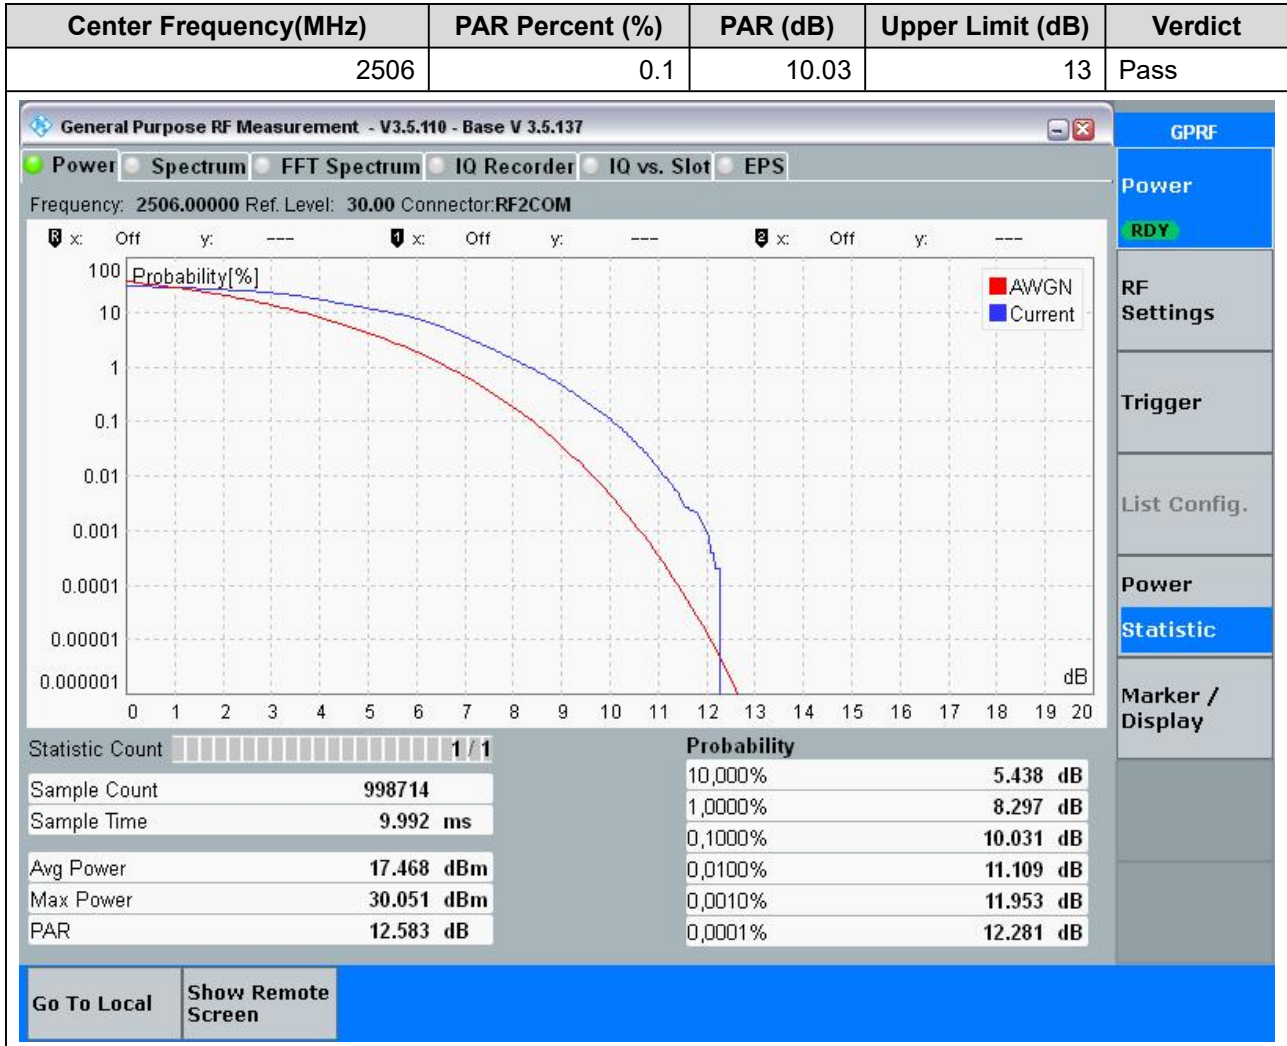 Center Frequency(MHz) PAR Percent (%) PAR (dB) Upper Limit (dB) Verdict
2506 0.1 10.03 13 Pass
General Purpose RF Measurement - V3.5.110 - Base V 3.5.137
GPRF
Power Spectrum FFT Spectrum IQ Recorder IQ vs. Slot EPS
Frequency: 2506.00000 Ref. Level: 30.00 Connector:RF2COM
R x: Off y: --- 1 x: Off y: --- 2 x: Off y: ---
Probability[%]
AWGN
Current
100
10
1
0.1
0.01
0.001
0.0001
0.00001
0.000001
dB
0 1 2 3 4 5 6 7 8 9 10 11 12 13 14 15 16 17 18 19 20
Statistic Count 1 / 1
Sample Count 998714
Sample Time 9.992 ms
Avg Power 17.468 dBm
Max Power 30.051 dBm
PAR 12.583 dB
Probability
10,000% 5.438 dB
1,0000% 8.297 dB
0,1000% 10.031 dB
0,0100% 11.109 dB
0,0010% 11.953 dB
0,0001% 12.281 dB
Power
RDY
RF
Settings
Trigger
List Config.
Power
Statistic
Marker /
Display
Go To Local
Show Remote
Screen